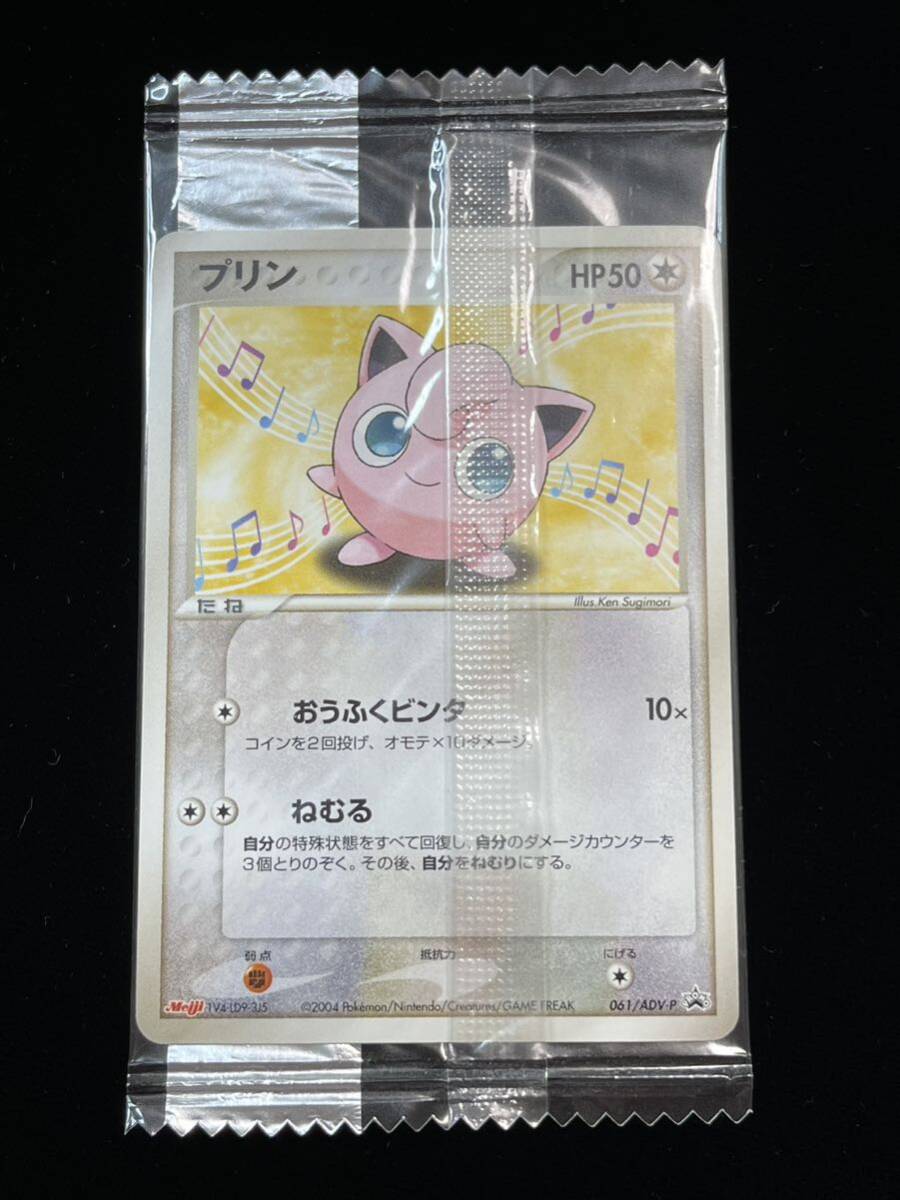 プリン HP50
たね Illus.Ken Sugimori
おうふくビンタ 10×
コインを2回投げ、オモテ×10ダメージ。
ねむる
自分の特殊状態をすべて回復し、自分のダメージカウンターを
3個とりのぞく。その後、自分をねむりにする。
弱点 抵抗力 にげる
Meiji 1V4-LD9-3J5 ©2004 Pokémon/Nintendo/Creatures/GAME FREAK 061/ADV-P